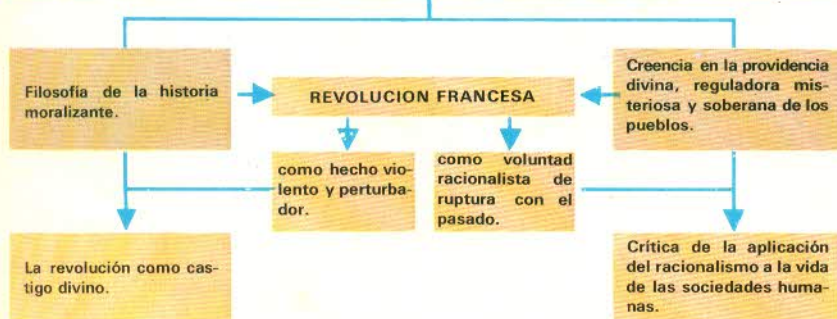 Filosofía de la historia
moralizante.
REVOLUCION FRANCESA
Creencia en la providencia
divina, reguladora mis-
teriosa y soberana de los
pueblos.
como hecho vio-
lento y perturba-
dor.
como voluntad
racionalista de
ruptura con el
pasado.
La revolución como cas-
tigo divino.
Crítica de la aplicación
del racionalismo a la vida
de las sociedades huma-
nas.